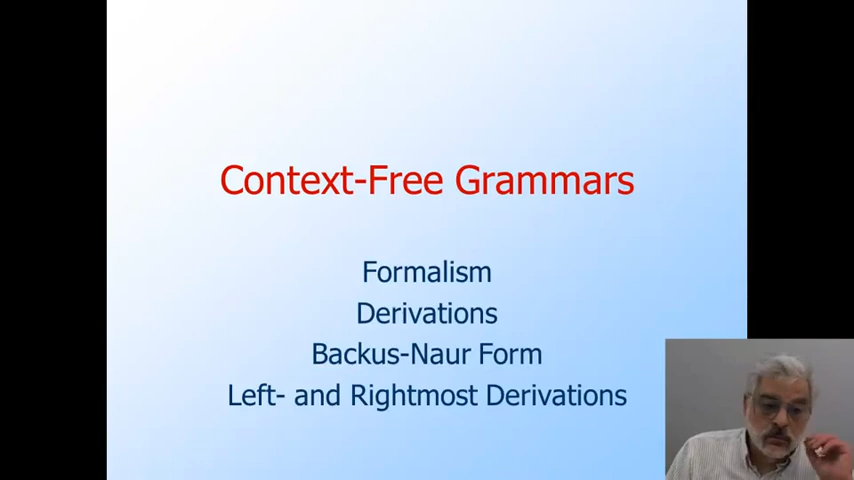 Context-Free Grammars
Formalism
Derivations
Backus-Naur Form
Left- and Rightmost Derivations